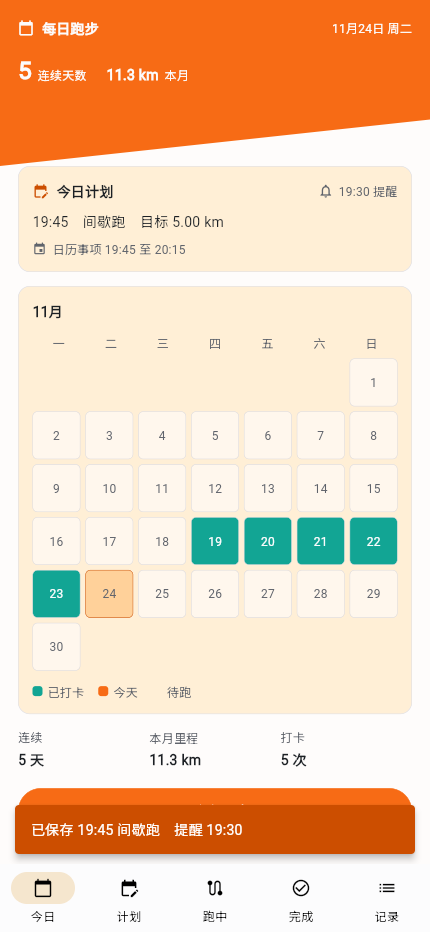 每日跑步 11月24日 周二
5 连续天数 11.3 km 本月
今日计划 19:30 提醒
19:45 间歇跑 目标 5.00 km
日历事项 19:45 至 20:15
11月
一 二 三 四 五 六 日
1
2 3 4 5 6 7 8
9 10 11 12 13 14 15
16 17 18 19 20 21 22
23 24 25 26 27 28 29
30
已打卡 今天 待跑
连续 本月里程 打卡
5 天 11.3 km 5 次
已保存 19:45 间歇跑 提醒 19:30
今日 计划 跑中 完成 记录